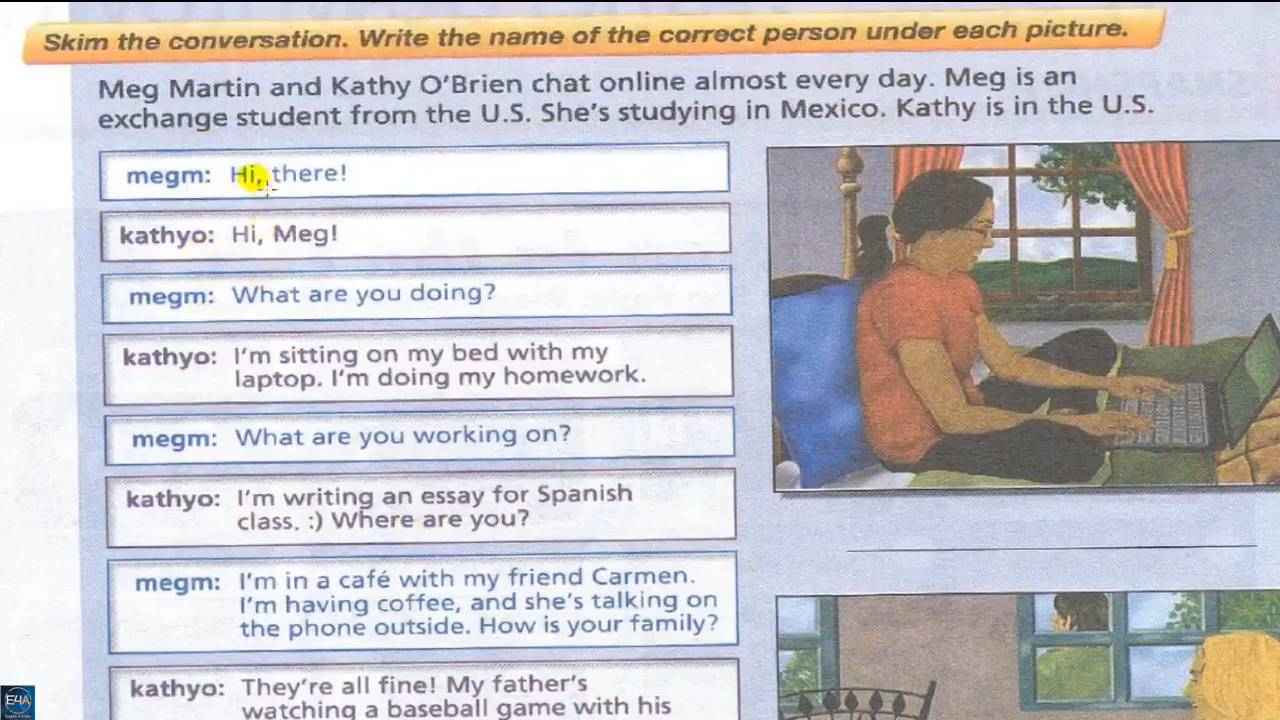 Skim the conversation. Write the name of the correct person under each picture.
Meg Martin and Kathy O'Brien chat online almost every day. Meg is an
exchange student from the U.S. She's studying in Mexico. Kathy is in the U.S.
megm: Hi, there!
kathyo: Hi, Meg!
megm: What are you doing?
kathyo: I'm sitting on my bed with my
laptop. I'm doing my homework.
megm: What are you working on?
kathyo: I'm writing an essay for Spanish
class. :) Where are you?
megm: I'm in a café with my friend Carmen.
I'm having coffee, and she's talking on
the phone outside. How is your family?
kathyo: They're all fine! My father's
watching a baseball game with his
E4A